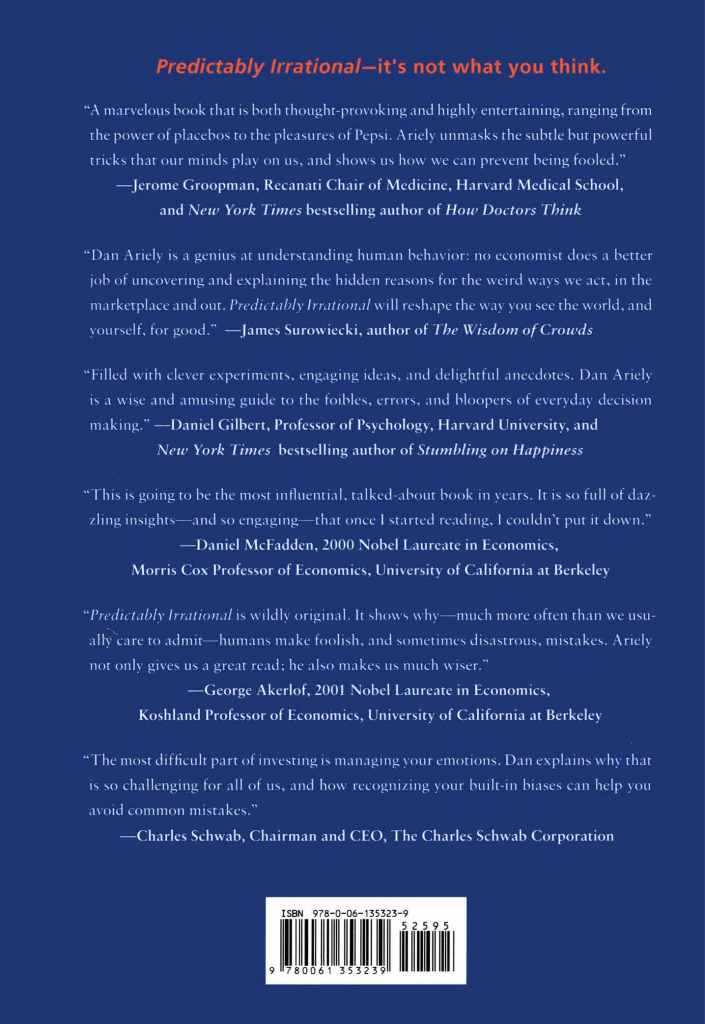 Predictably Irrational—it's not what you think.
“A marvelous book that is both thought-provoking and highly entertaining, ranging from
the power of placebos to the pleasures of Pepsi. Ariely unmasks the subtle but powerful
tricks that our minds play on us, and shows us how we can prevent being fooled.”
—Jerome Groopman, Recanati Chair of Medicine, Harvard Medical School,
and New York Times bestselling author of How Doctors Think
“Dan Ariely is a genius at understanding human behavior: no economist does a better
job of uncovering and explaining the hidden reasons for the weird ways we act, in the
marketplace and out. Predictably Irrational will reshape the way you see the world, and
yourself, for good.” —James Surowiecki, author of The Wisdom of Crowds
“Filled with clever experiments, engaging ideas, and delightful anecdotes. Dan Ariely
is a wise and amusing guide to the foibles, errors, and bloopers of everyday decision
making.” —Daniel Gilbert, Professor of Psychology, Harvard University, and
New York Times bestselling author of Stumbling on Happiness
“This is going to be the most influential, talked-about book in years. It is so full of daz-
zling insights—and so engaging—that once I started reading, I couldn’t put it down.”
—Daniel McFadden, 2000 Nobel Laureate in Economics,
Morris Cox Professor of Economics, University of California at Berkeley
“Predictably Irrational is wildly original. It shows why—much more often than we usu-
ally care to admit—humans make foolish, and sometimes disastrous, mistakes. Ariely
not only gives us a great read; he also makes us much wiser.”
—George Akerlof, 2001 Nobel Laureate in Economics,
Koshland Professor of Economics, University of California at Berkeley
“The most difficult part of investing is managing your emotions. Dan explains why that
is so challenging for all of us, and how recognizing your built-in biases can help you
avoid common mistakes.”
—Charles Schwab, Chairman and CEO, The Charles Schwab Corporation
ISBN 978-0-06-135323-9
52595
9 780061 353239